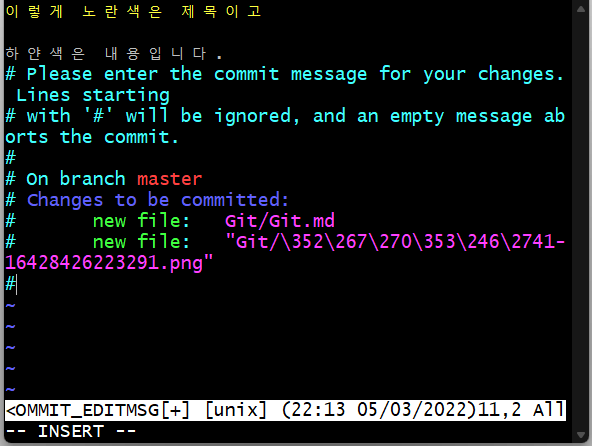 이렇게 노란색은 제목이고
하얀색은 내용입니다.
# Please enter the commit message for your changes.
 Lines starting
# with '#' will be ignored, and an empty message ab
orts the commit.
#
# On branch master
# Changes to be committed:
#       new file:   Git/Git.md
#       new file:   "Git/\352\267\270\353\246\2741-
16428426223291.png"
#
~
~
~
~
~
<OMMIT_EDITMSG[+] [unix] (22:13 05/03/2022)11,2 All
-- INSERT --